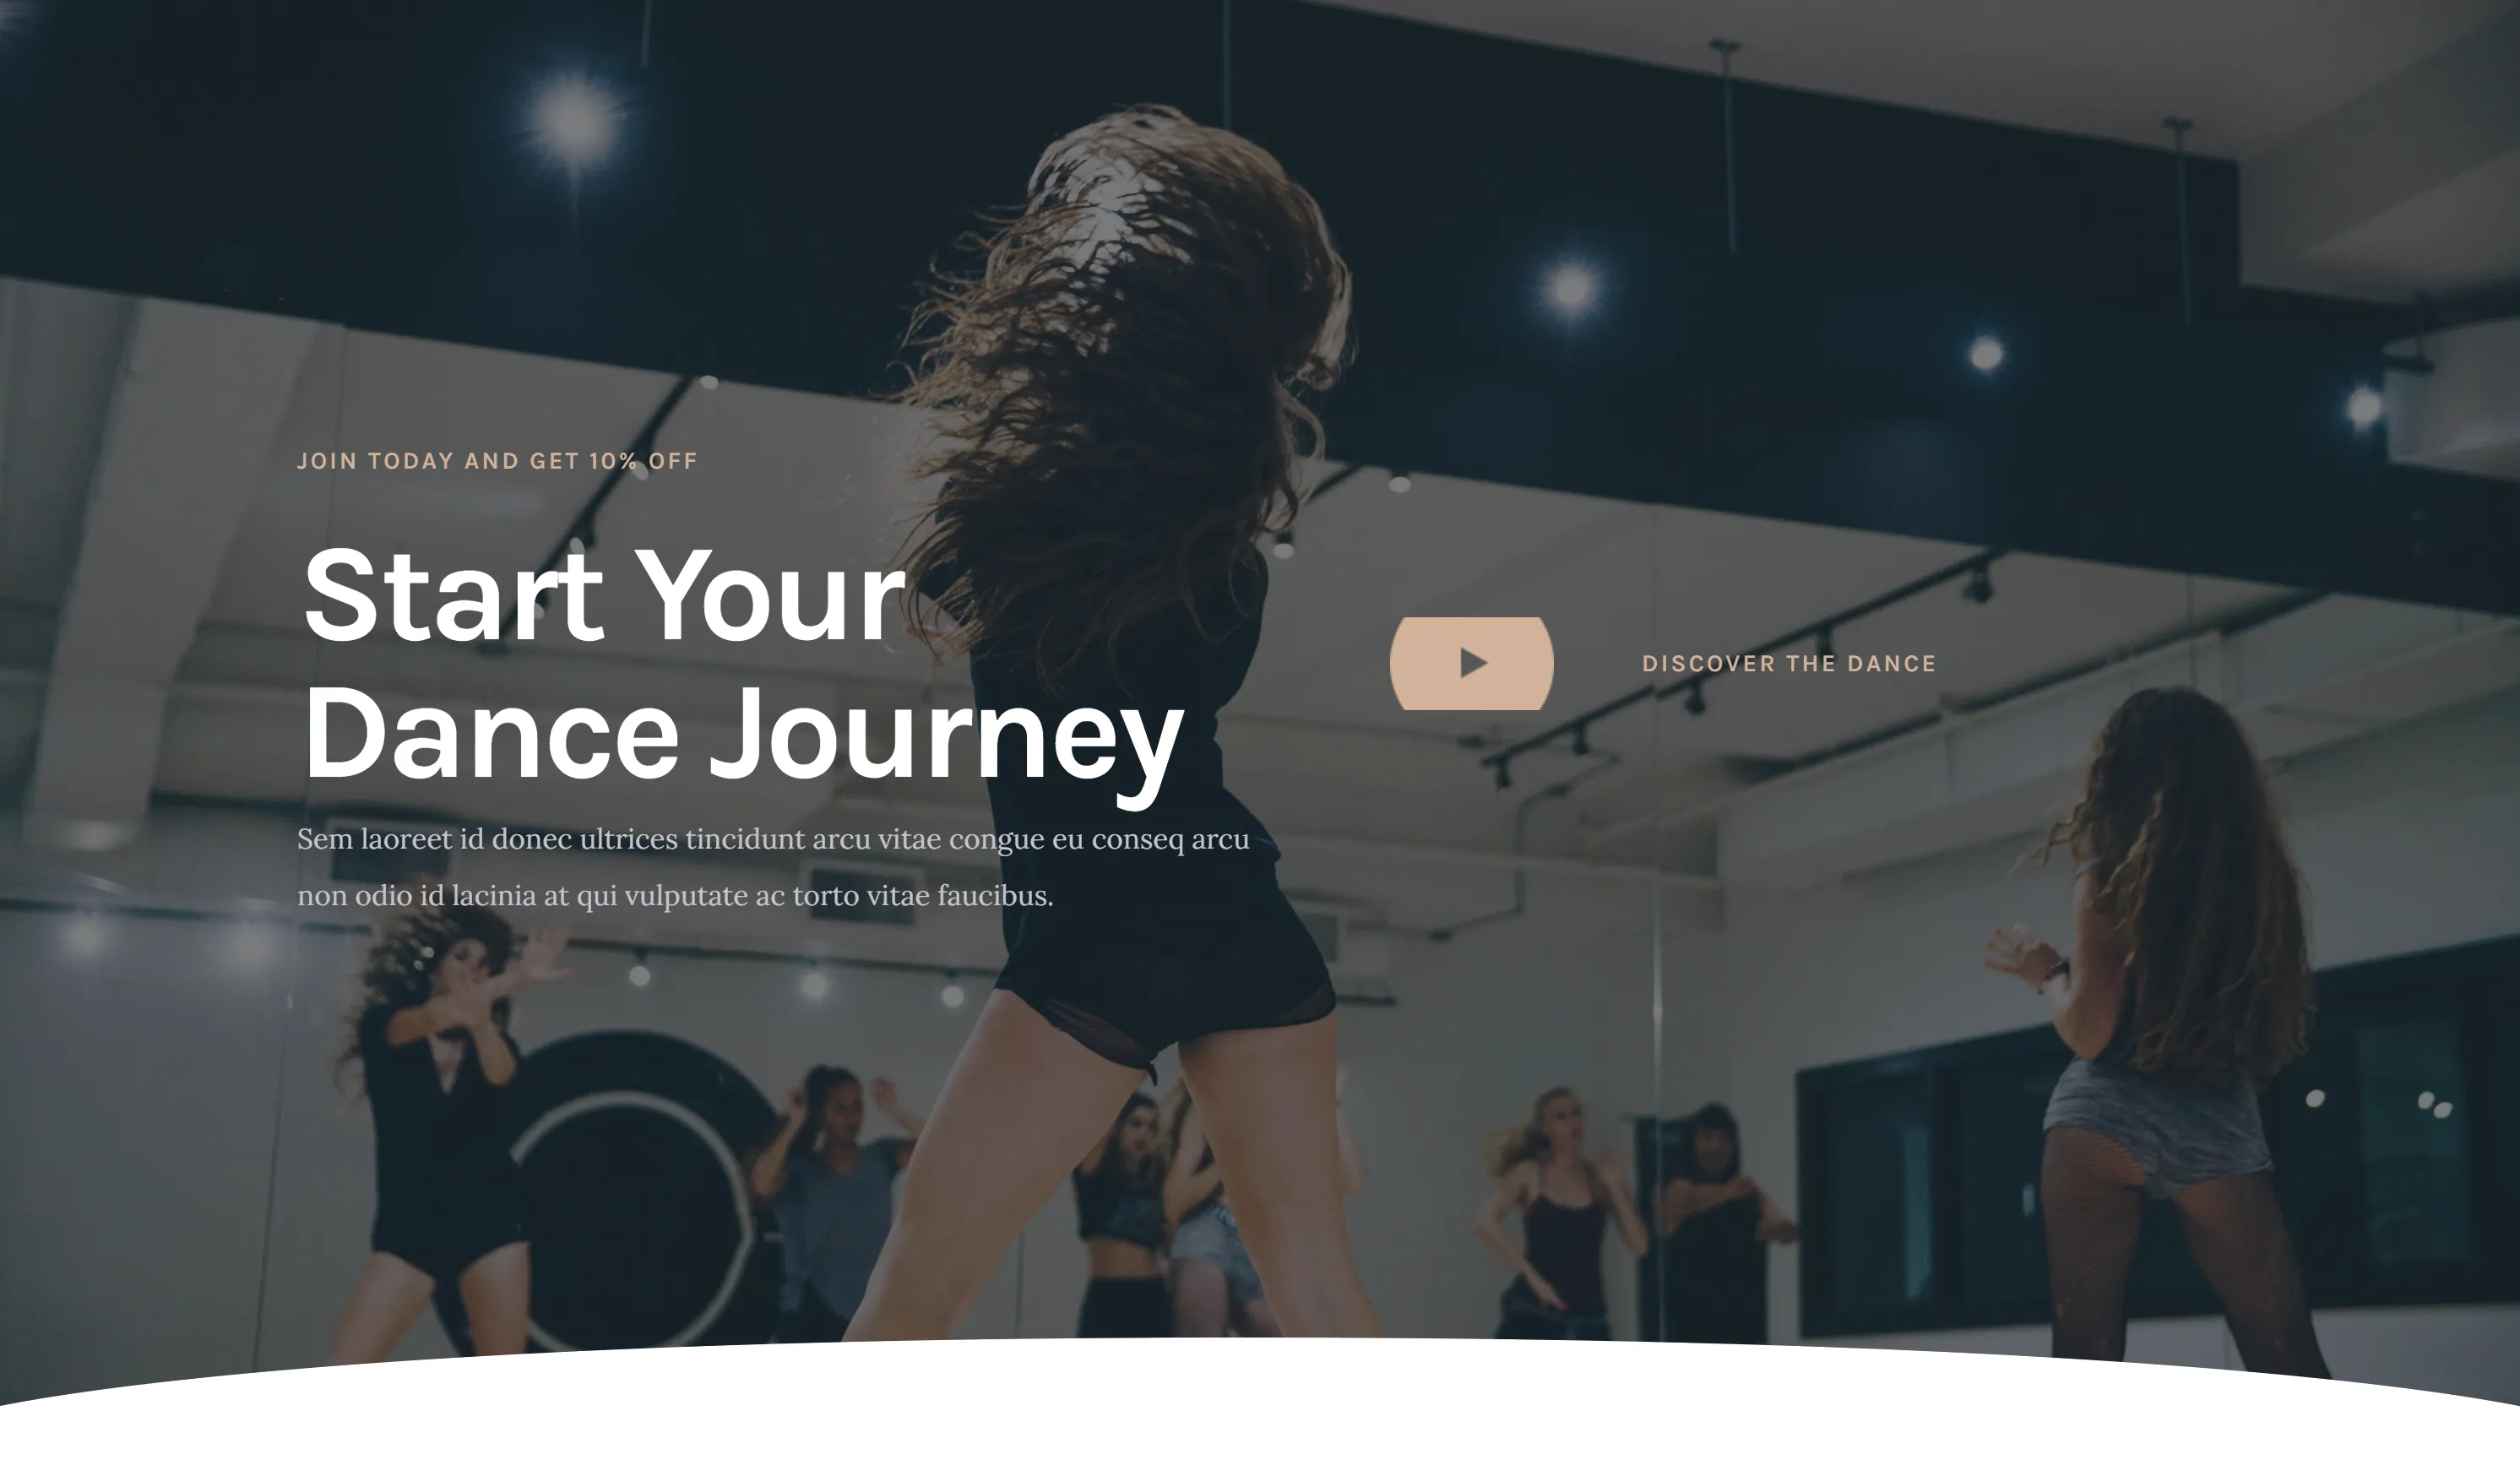 JOIN TODAY AND GET 10% OFF
Start Your
Dance Journey
Sem laoreet id donec ultrices tincidunt arcu vitae congue eu conseq arcu
non odio id lacinia at qui vulputate ac torto vitae faucibus.
DISCOVER THE DANCE